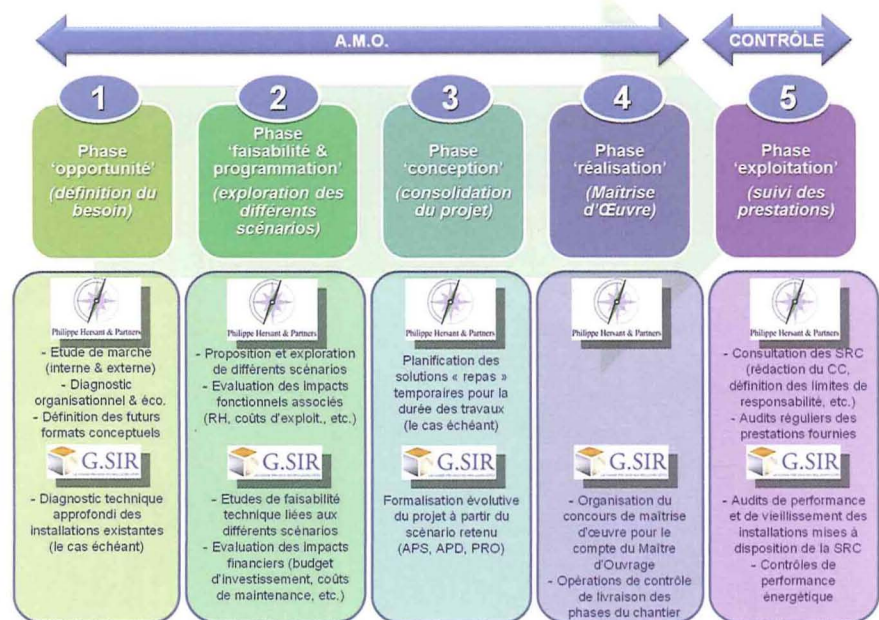 A.M.O.
CONTRÔLE
1
Phase
'opportunité'
(définition du
besoin)
2
Phase
'faisabilité &
programmation'
(exploration des
différents
scénarios)
3
Phase
'conception'
(consolidation
du projet)
4
Phase
'réalisation'
(Maîtrise
d'Œuvre)
5
Phase
'exploitation'
(suivi des
prestations)
Philippe Hersant & Partners
- Etude de marche
(interne & externe)
- Diagnostic
organisationnel & éco.
- Définition des futurs
formats conceptuels
G.SIR
- Diagnostic technique
approfondi des
installations existantes
(le cas échéant)
Philippe Hersant & Partners
- Proposition et exploration
de différents scénarios
- Evaluation des impacts
fonctionnels associés
(RH, coûts d'exploit., etc.)
G.SIR
- Etudes de faisabilité
technique liées aux
différents scénarios
- Evaluation des impacts
financiers (budget
d'investissement, coûts
de maintenance, etc.)
Philippe Hersant & Partners
Planification des
solutions « repas »
temporaires pour la
durée des travaux
(le cas échéant)
G.SIR
Formalisation évolutive
du projet à partir du
scénario retenu
(APS, APD, PRO)
Philippe Hersant & Partners
G.SIR
- Organisation du
concours de maîtrise
d'œuvre pour le
compte du Maître
d'Ouvrage
- Opérations de contrôle
de livraison des
phases du chantier
Philippe Hersant & Partners
- Consultation des SRC
(rédaction du CC,
définition des limites de
responsabilité, etc.)
- Audits réguliers des
prestations fournies
G.SIR
- Audits de performance
et de vieillissement des
installations mises à
disposition de la SRC
- Contrôles de
performance
énergétique